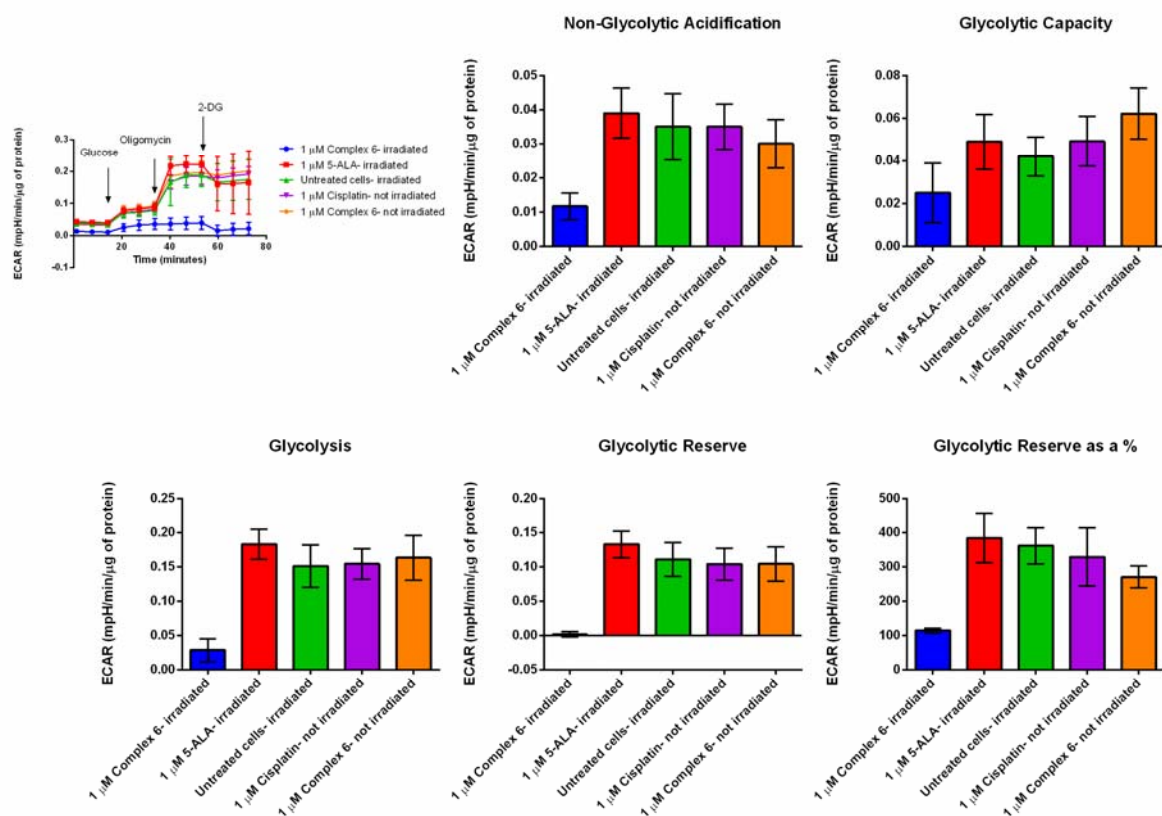 ECAR (mpH/min/μg of protein)
0.3
0.2
0.1
0.0
-0.1
Glucose
Oligomycin
2-DG
20
40
60
80
Time (minutes)
1 μM Complex 6- irradiated
1 μM 5-ALA- irradiated
Untreated cells- irradiated
1 μM Cisplatin- not irradiated
1 μM Complex 6- not irradiated
Non-Glycolytic Acidification
ECAR (mpH/min/μg of protein)
0.05
0.04
0.03
0.02
0.01
0.00
1 μM Complex 6- irradiated
1 μM 5-ALA- irradiated
Untreated cells- irradiated
1 μM Cisplatin- not irradiated
1 μM Complex 6- not irradiated
Glycolytic Capacity
ECAR (mpH/min/μg of protein)
0.08
0.06
0.04
0.02
0.00
1 μM Complex 6- irradiated
1 μM 5-ALA- irradiated
Untreated cells- irradiated
1 μM Cisplatin- not irradiated
1 μM Complex 6- not irradiated
Glycolysis
ECAR (mpH/min/μg of protein)
0.25
0.20
0.15
0.10
0.05
0.00
1 μM Complex 6- irradiated
1 μM 5-ALA- irradiated
Untreated cells- irradiated
1 μM Cisplatin- not irradiated
1 μM Complex 6- not irradiated
Glycolytic Reserve
ECAR (mpH/min/μg of protein)
0.20
0.15
0.10
0.05
0.00
-0.05
1 μM Complex 6- irradiated
1 μM 5-ALA- irradiated
Untreated cells- irradiated
1 μM Cisplatin- not irradiated
1 μM Complex 6- not irradiated
Glycolytic Reserve as a %
ECAR (mpH/min/μg of protein)
500
400
300
200
100
0
1 μM Complex 6- irradiated
1 μM 5-ALA- irradiated
Untreated cells- irradiated
1 μM Cisplatin- not irradiated
1 μM Complex 6- not irradiated